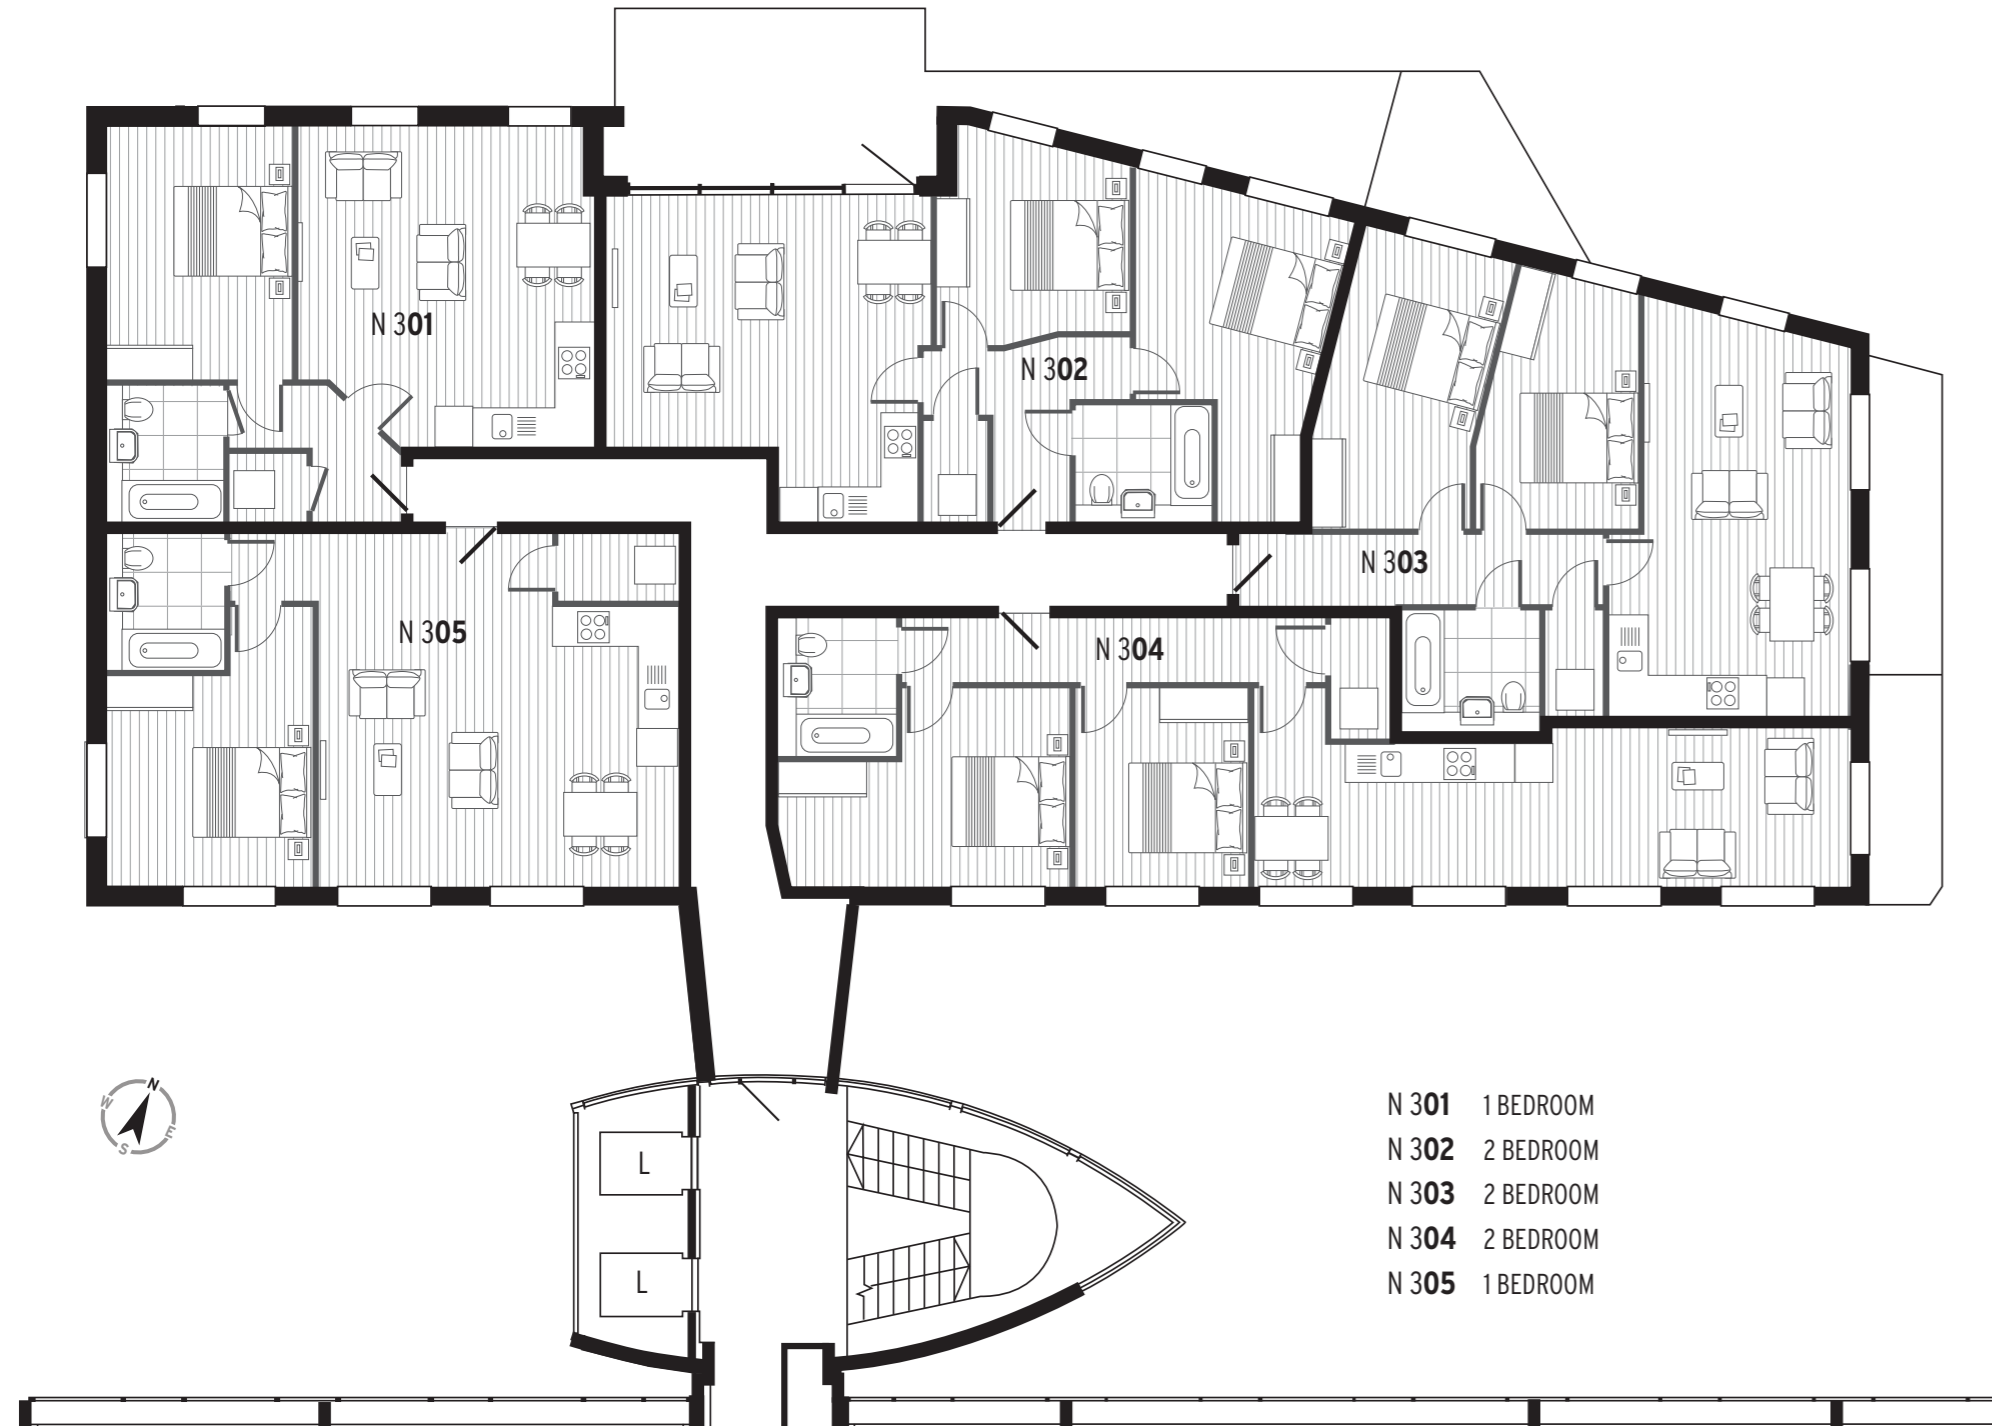 N 301
N 302
N 303
N 304
N 305
N
W
E
S
L
L
N 301 1 BEDROOM
N 302 2 BEDROOM
N 303 2 BEDROOM
N 304 2 BEDROOM
N 305 1 BEDROOM